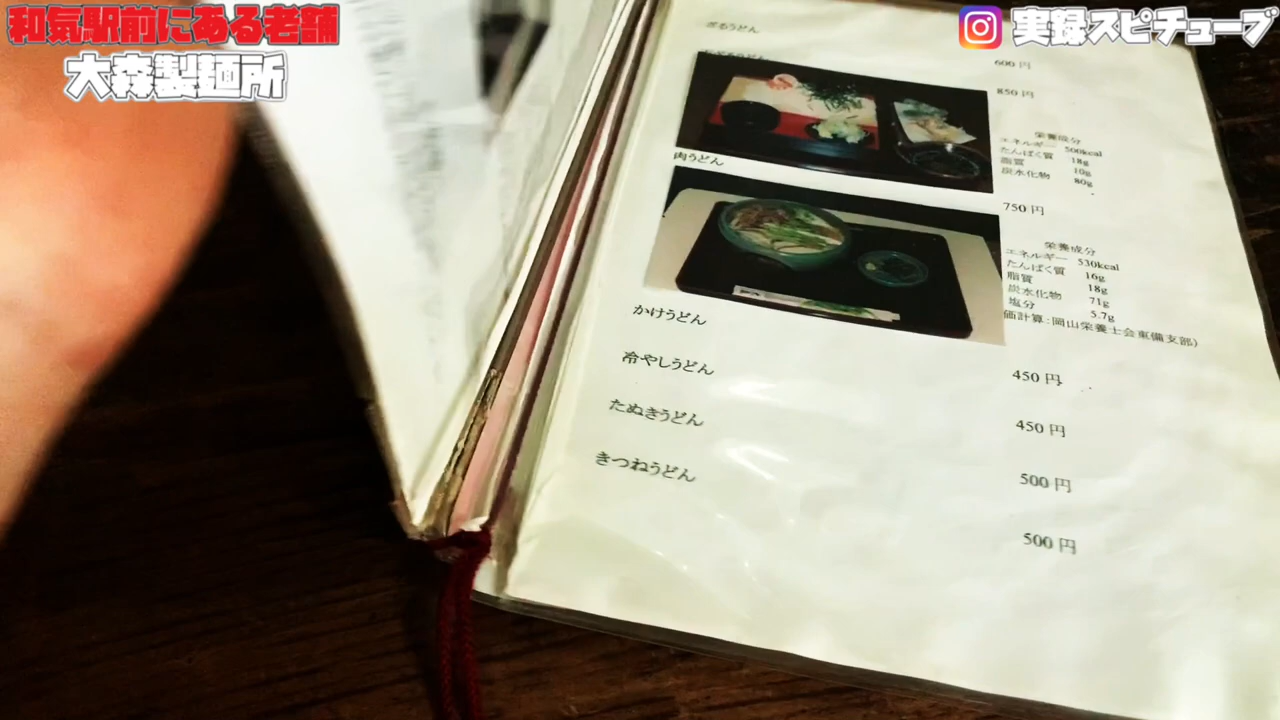 和気駅前にある老舗
大森製麺所
実録スピチューブ
ざるうどん
600 円
850 円
栄養成分
エネルギー 500kcal
たんぱく質 18g
脂質 10g
炭水化物 80g
肉うどん
750 円
栄養成分
エネルギー 530kcal
たんぱく質 16g
脂質 18g
炭水化物 71g
塩分 5.7g
価計算:岡山栄養士会東備支部)
かけうどん
450 円
冷やしうどん
450 円
たぬきうどん
500 円
きつねうどん
500 円